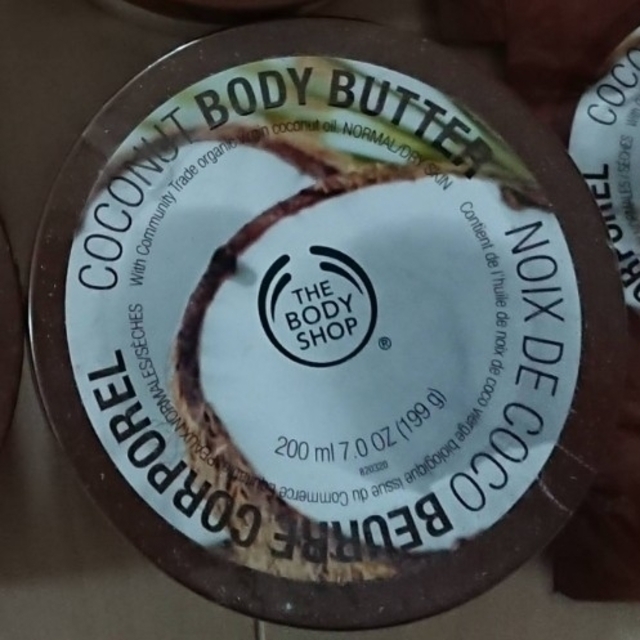 COCONUT BODY BUTTER
With Community Trade organic virgin coconut oil. NORMAL/DRY SKIN
NOIX DE COCO BEURRE CORPOREL
Contient de l'huile de noix de coco vierge biologique issue du Commerce
NORMALES/SÈCHES
THE
BODY
SHOP
®
200 ml 7.0 OZ (199 g)
COCO
CORPOREL